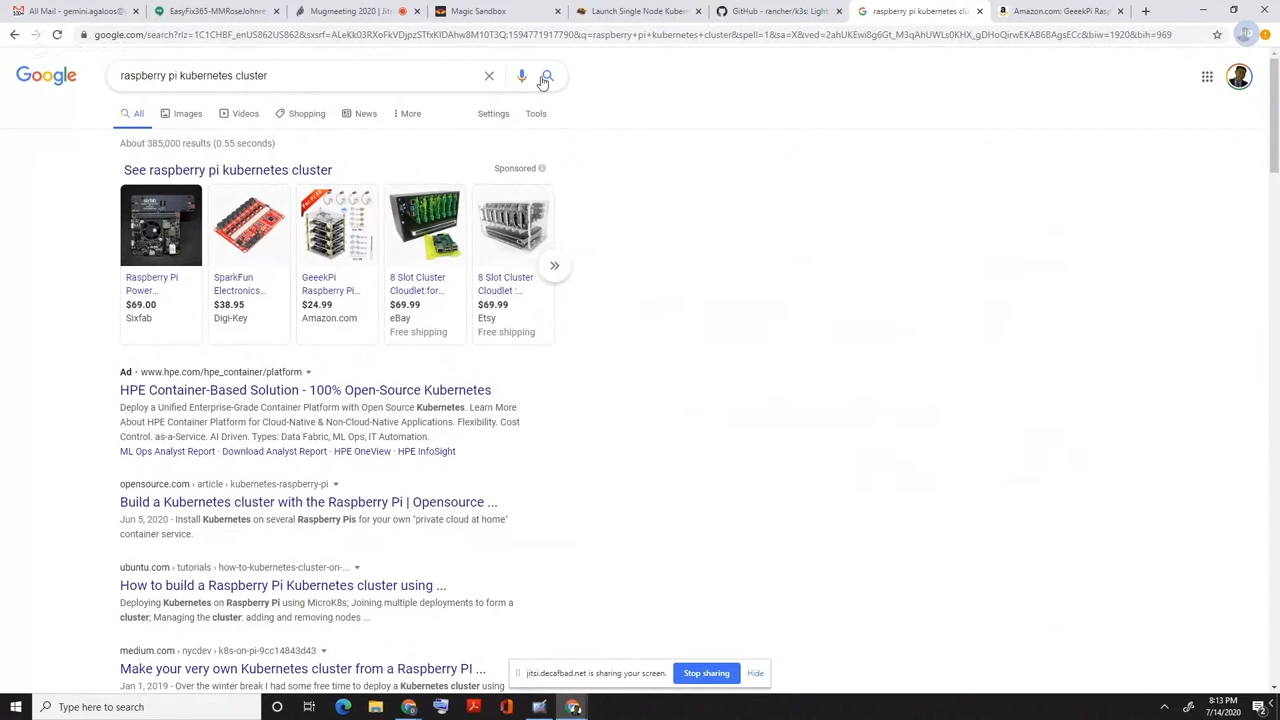 100+ All Mail - gemini.agaloos@
EasyFix365-MMRoseJohnre
Mugmeeting | Jits
Magic Sandbox
Launch Single Node Kubern
GitHub - rancher/k3s: Light
raspberry pi kubernetes clust
Amazon.com: GeeekPi Rasp
google.com/search?rlz=1C1CHBF_enUS862US862&sxsrf=ALeKk03RXoFkVDjpzSTfxKIDAhw8M10T3Q:1594771917790&q=raspberry+pi+kubernetes+cluster&spell=1&sa=X&ved=2ahUKEwi8g6Gt_M3qAhUWLs0KHX_gDHoQirwEKAB6BAgsECc&biw=1920&bih=969
Google
raspberry pi kubernetes cluster
All Images Videos Shopping News More Settings Tools
About 385,000 results (0.55 seconds)
See raspberry pi kubernetes cluster
Sponsored
Raspberry Pi Power...
$69.00
Sixfab
SparkFun Electronics...
$38.95
Digi-Key
GeeekPi Raspberry Pi...
$24.99
Amazon.com
8 Slot Cluster Cloudlet:for...
$69.99
eBay
Free shipping
8 Slot Cluster Cloudlet :...
$69.99
Etsy
Free shipping
Ad · www.hpe.com/hpe_container/platform
HPE Container-Based Solution - 100% Open-Source Kubernetes
Deploy a Unified Enterprise-Grade Container Platform with Open Source Kubernetes. Learn More
About HPE Container Platform for Cloud-Native & Non-Cloud-Native Applications. Flexibility. Cost
Control. as-a-Service. AI Driven. Types: Data Fabric, ML Ops, IT Automation.
ML Ops Analyst Report · Download Analyst Report · HPE OneView · HPE InfoSight
opensource.com › article › kubernetes-raspberry-pi
Build a Kubernetes cluster with the Raspberry Pi | Opensource ...
Jun 5, 2020 - Install Kubernetes on several Raspberry Pis for your own "private cloud at home"
container service.
ubuntu.com › tutorials › how-to-kubernetes-cluster-on-...
How to build a Raspberry Pi Kubernetes cluster using ...
Deploying Kubernetes on Raspberry Pi using MicroK8s; Joining multiple deployments to form a
cluster; Managing the cluster: adding and removing nodes ...
medium.com › nycdev › k8s-on-pi-9cc14843d43
Make your very own Kubernetes cluster from a Raspberry PI ...
Jan 1, 2019 - Over the winter break I had some free time to deploy a Kubernetes cluster using
jitsi.decafbad.net is sharing your screen.
Stop sharing
Hide
Type here to search
8:13 PM
7/14/2020